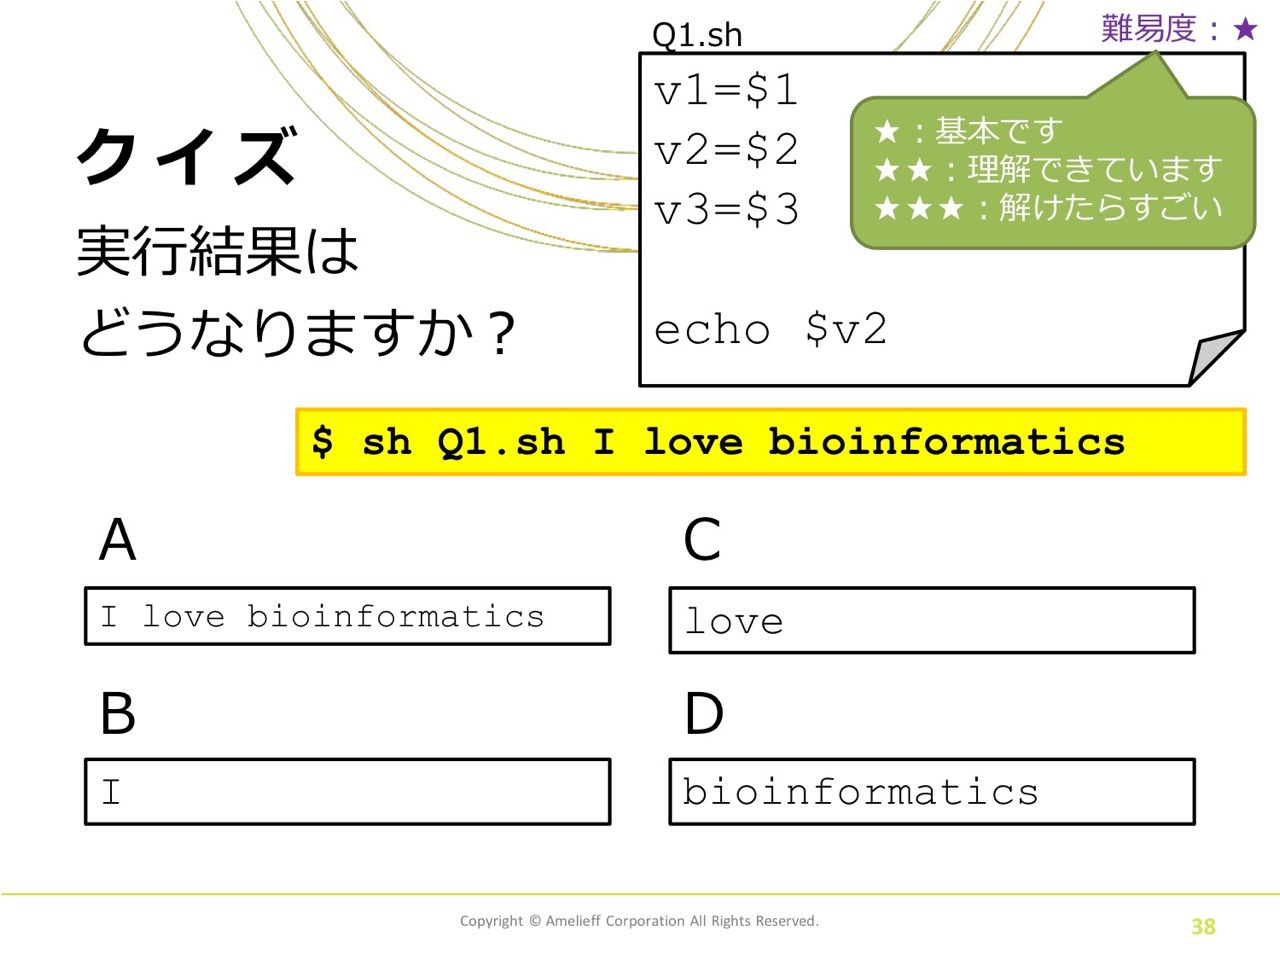 Q1.sh
難易度：★
v1=$1
v2=$2
v3=$3
echo $v2
★：基本です
★★：理解できています
★★★：解けたらすごい
クイズ
実行結果は
どうなりますか？
$ sh Q1.sh I love bioinformatics
A
I love bioinformatics
B
I
C
love
D
bioinformatics
Copyright © Amelieff Corporation All Rights Reserved.
38